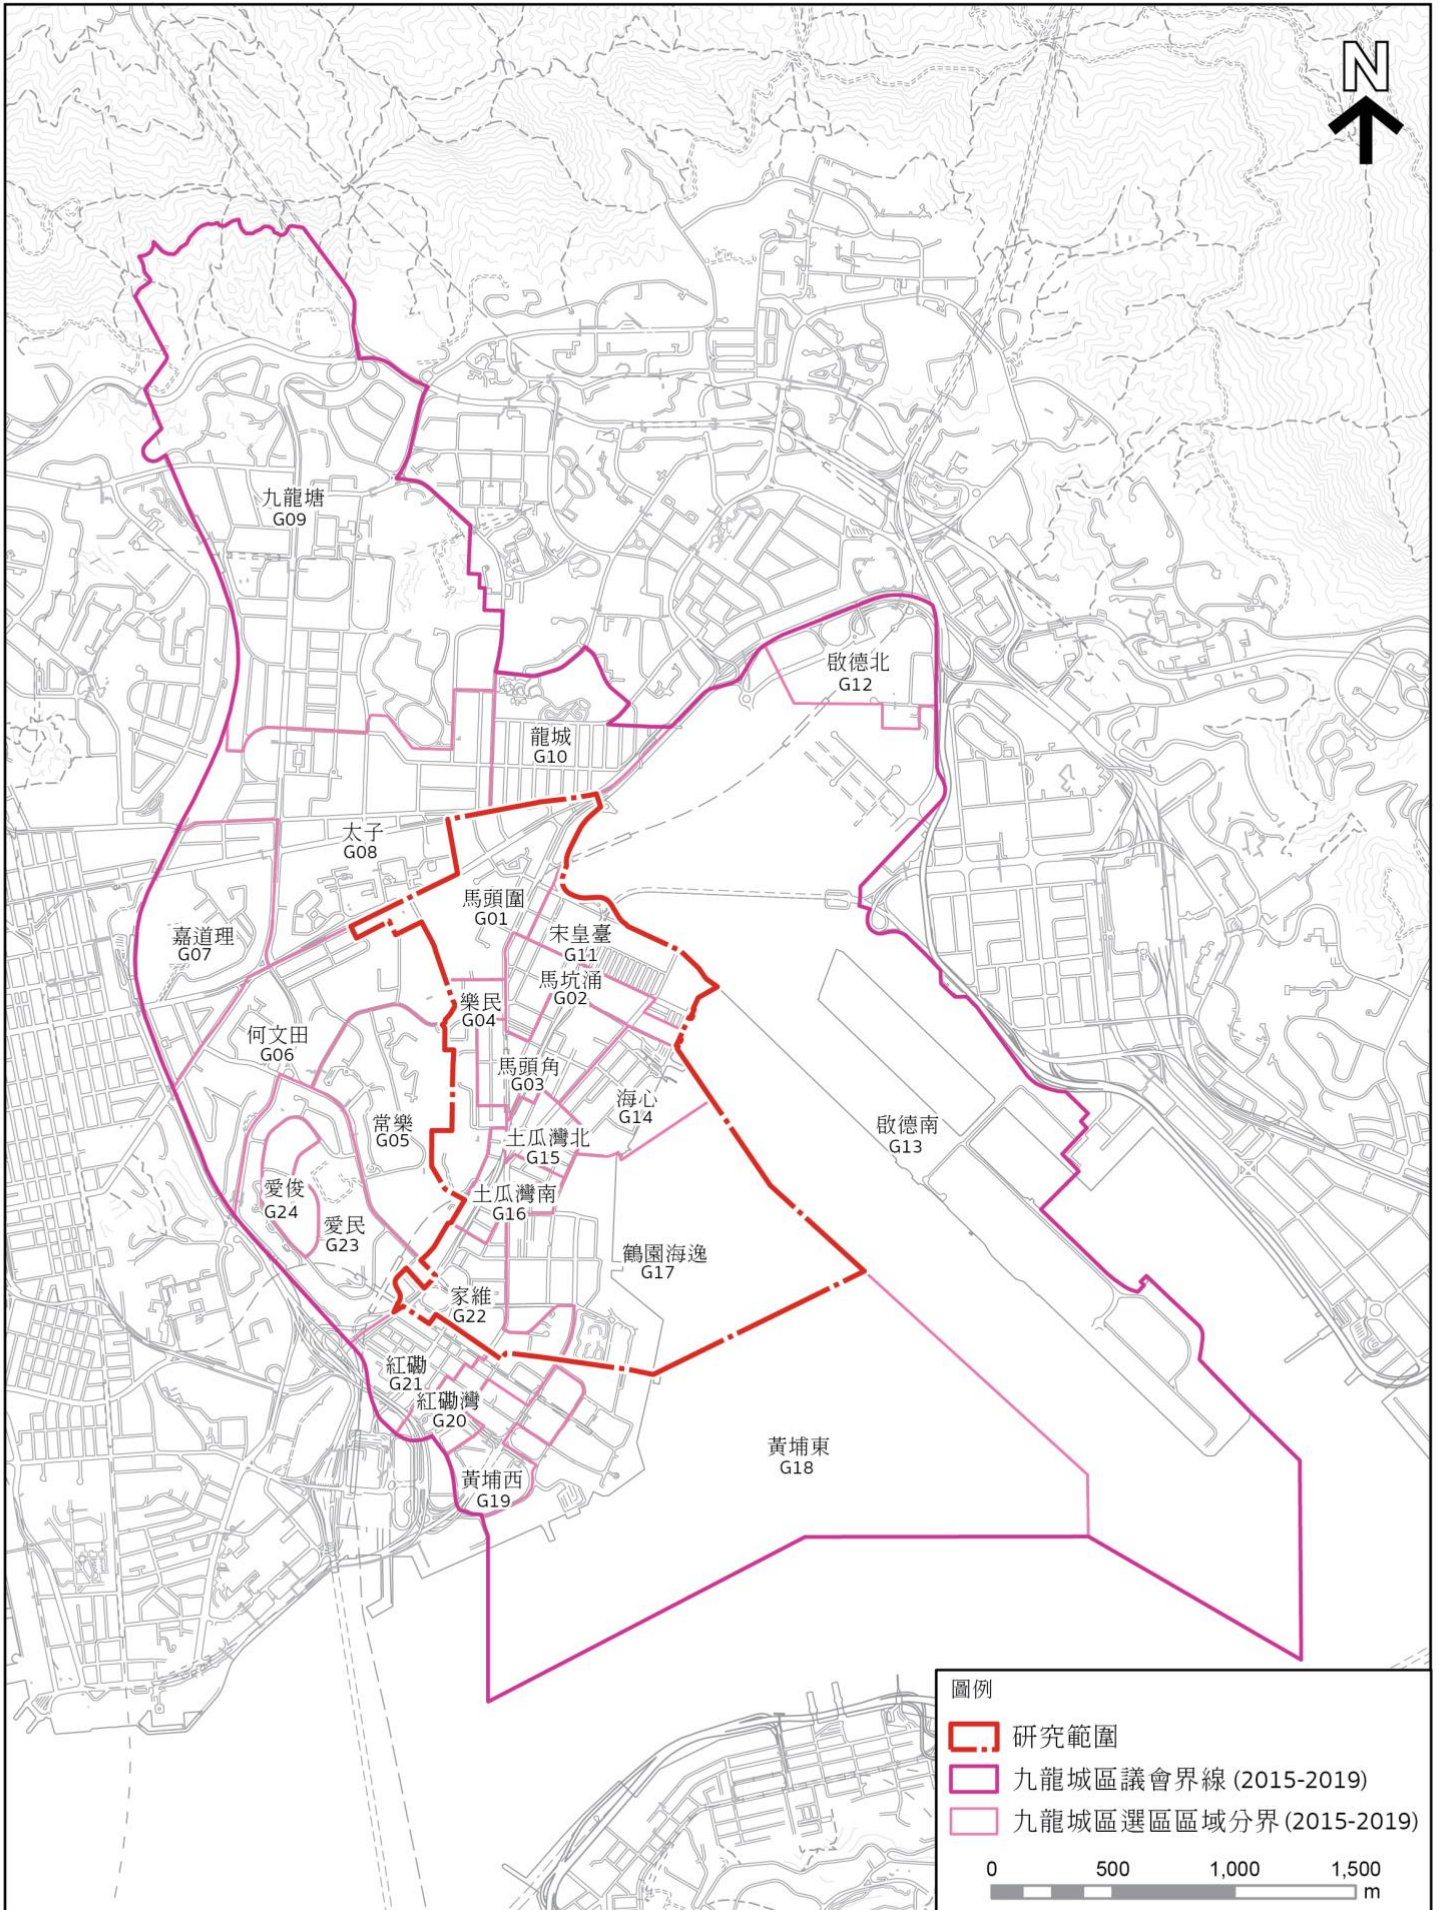 N
九龍塘
G09
啟德北
G12
龍城
G10
太子
G08
馬頭圍
G01
嘉道理
G07
宋皇臺
G11
馬坑涌
G02
樂民
G04
何文田
G06
馬頭角
G03
海心
G14
常樂
G05
啟德南
G13
土瓜灣北
G15
愛俊
G24
土瓜灣南
G16
愛民
G23
鶴園海逸
G17
家維
G22
紅磡
G21
紅磡灣
G20
黃埔東
G18
黃埔西
G19
圖例
研究範圍
九龍城區議會界線 (2015-2019)
九龍城區選區區域分界 (2015-2019)
0 500 1,000 1,500
m